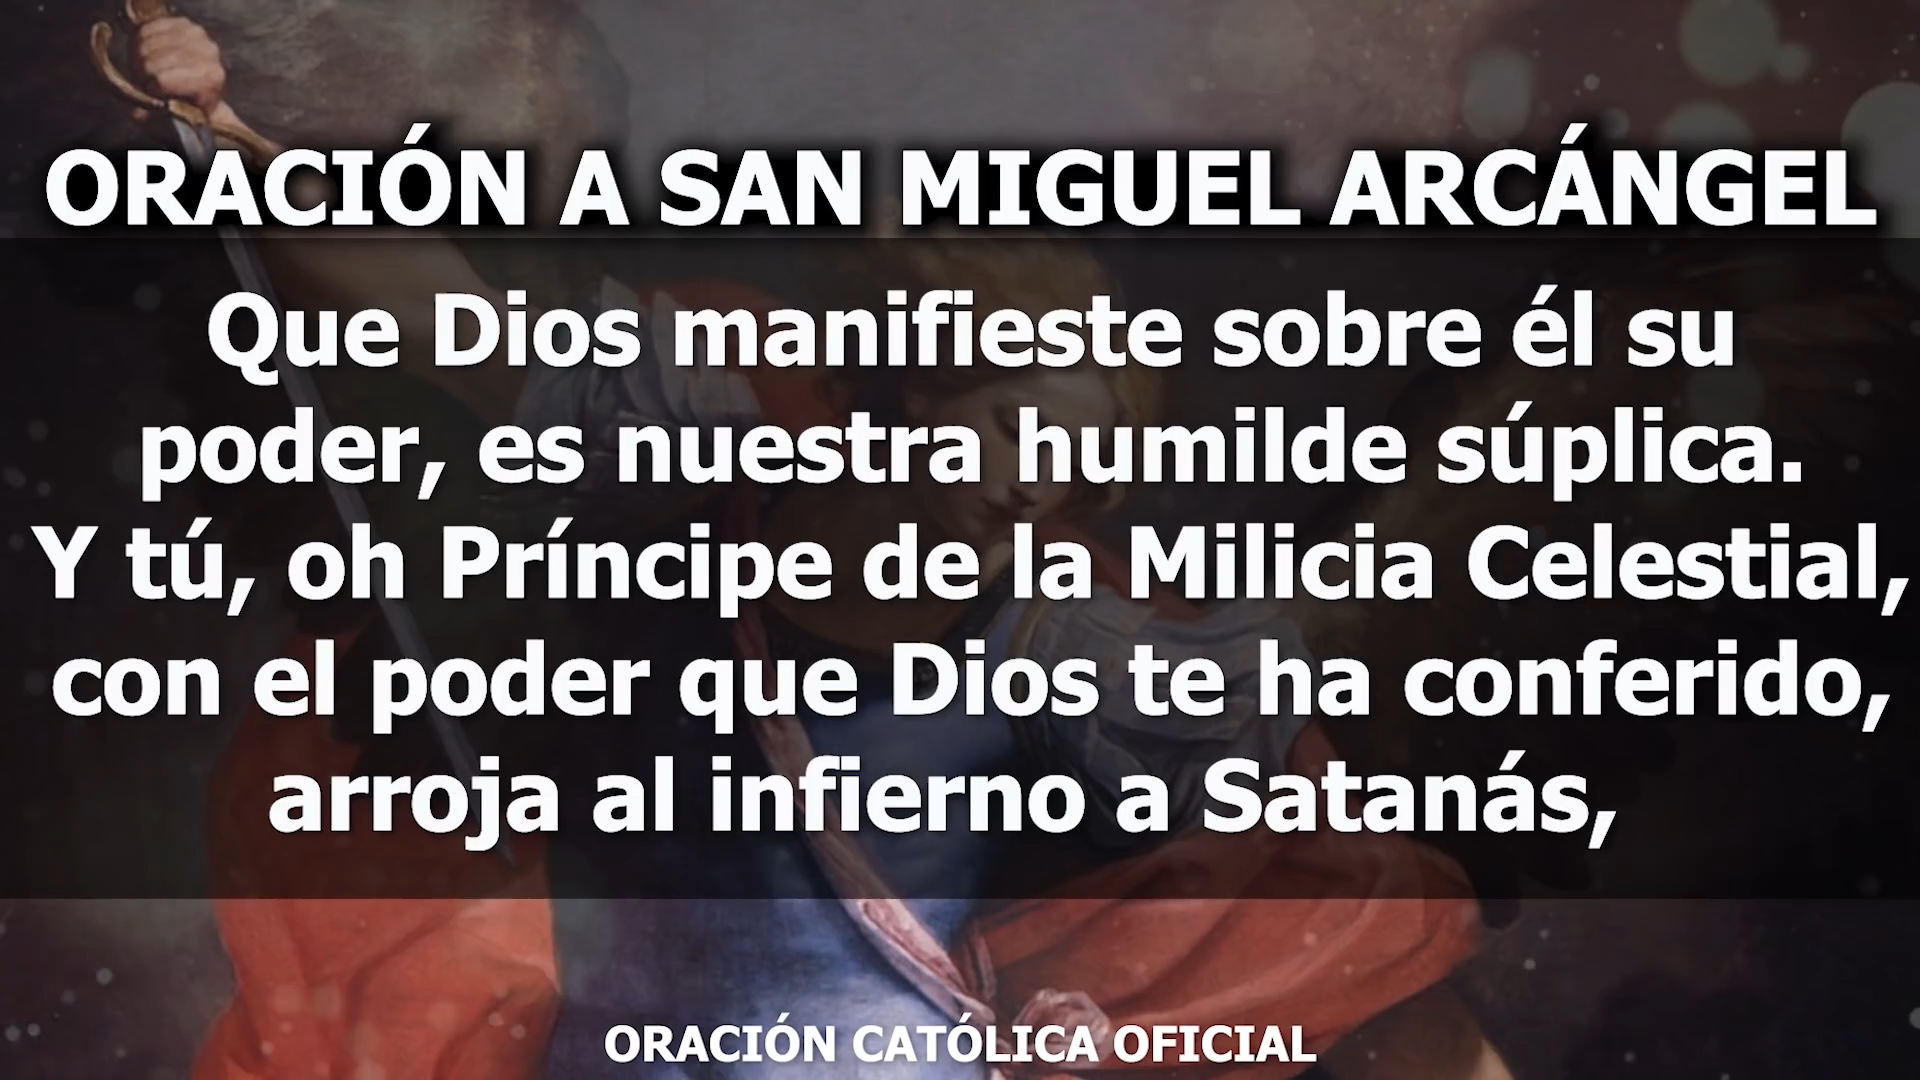 ORACIÓN A SAN MIGUEL ARCÁNGEL
Que Dios manifieste sobre él su
poder, es nuestra humilde súplica.
Y tú, oh Príncipe de la Milicia Celestial,
con el poder que Dios te ha conferido,
arroja al infierno a Satanás,
ORACIÓN CATÓLICA OFICIAL